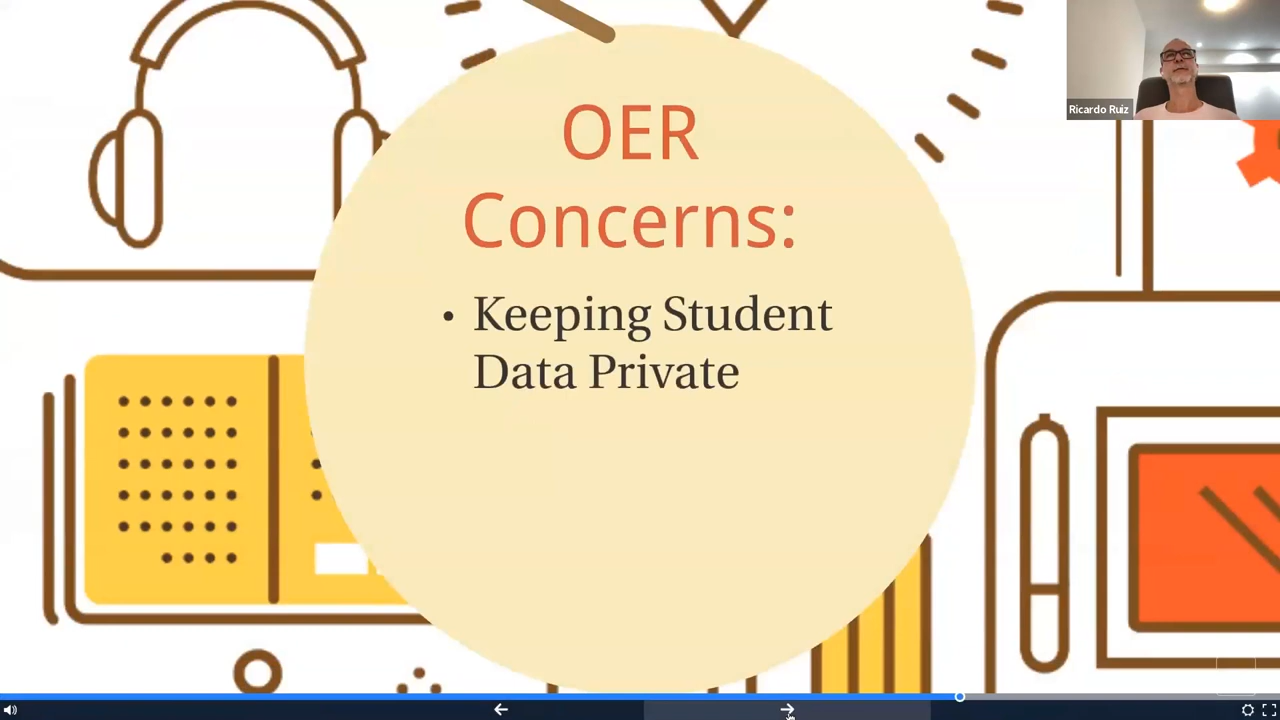 OER
Concerns:
• Keeping Student
Data Private
Ricardo Ruiz